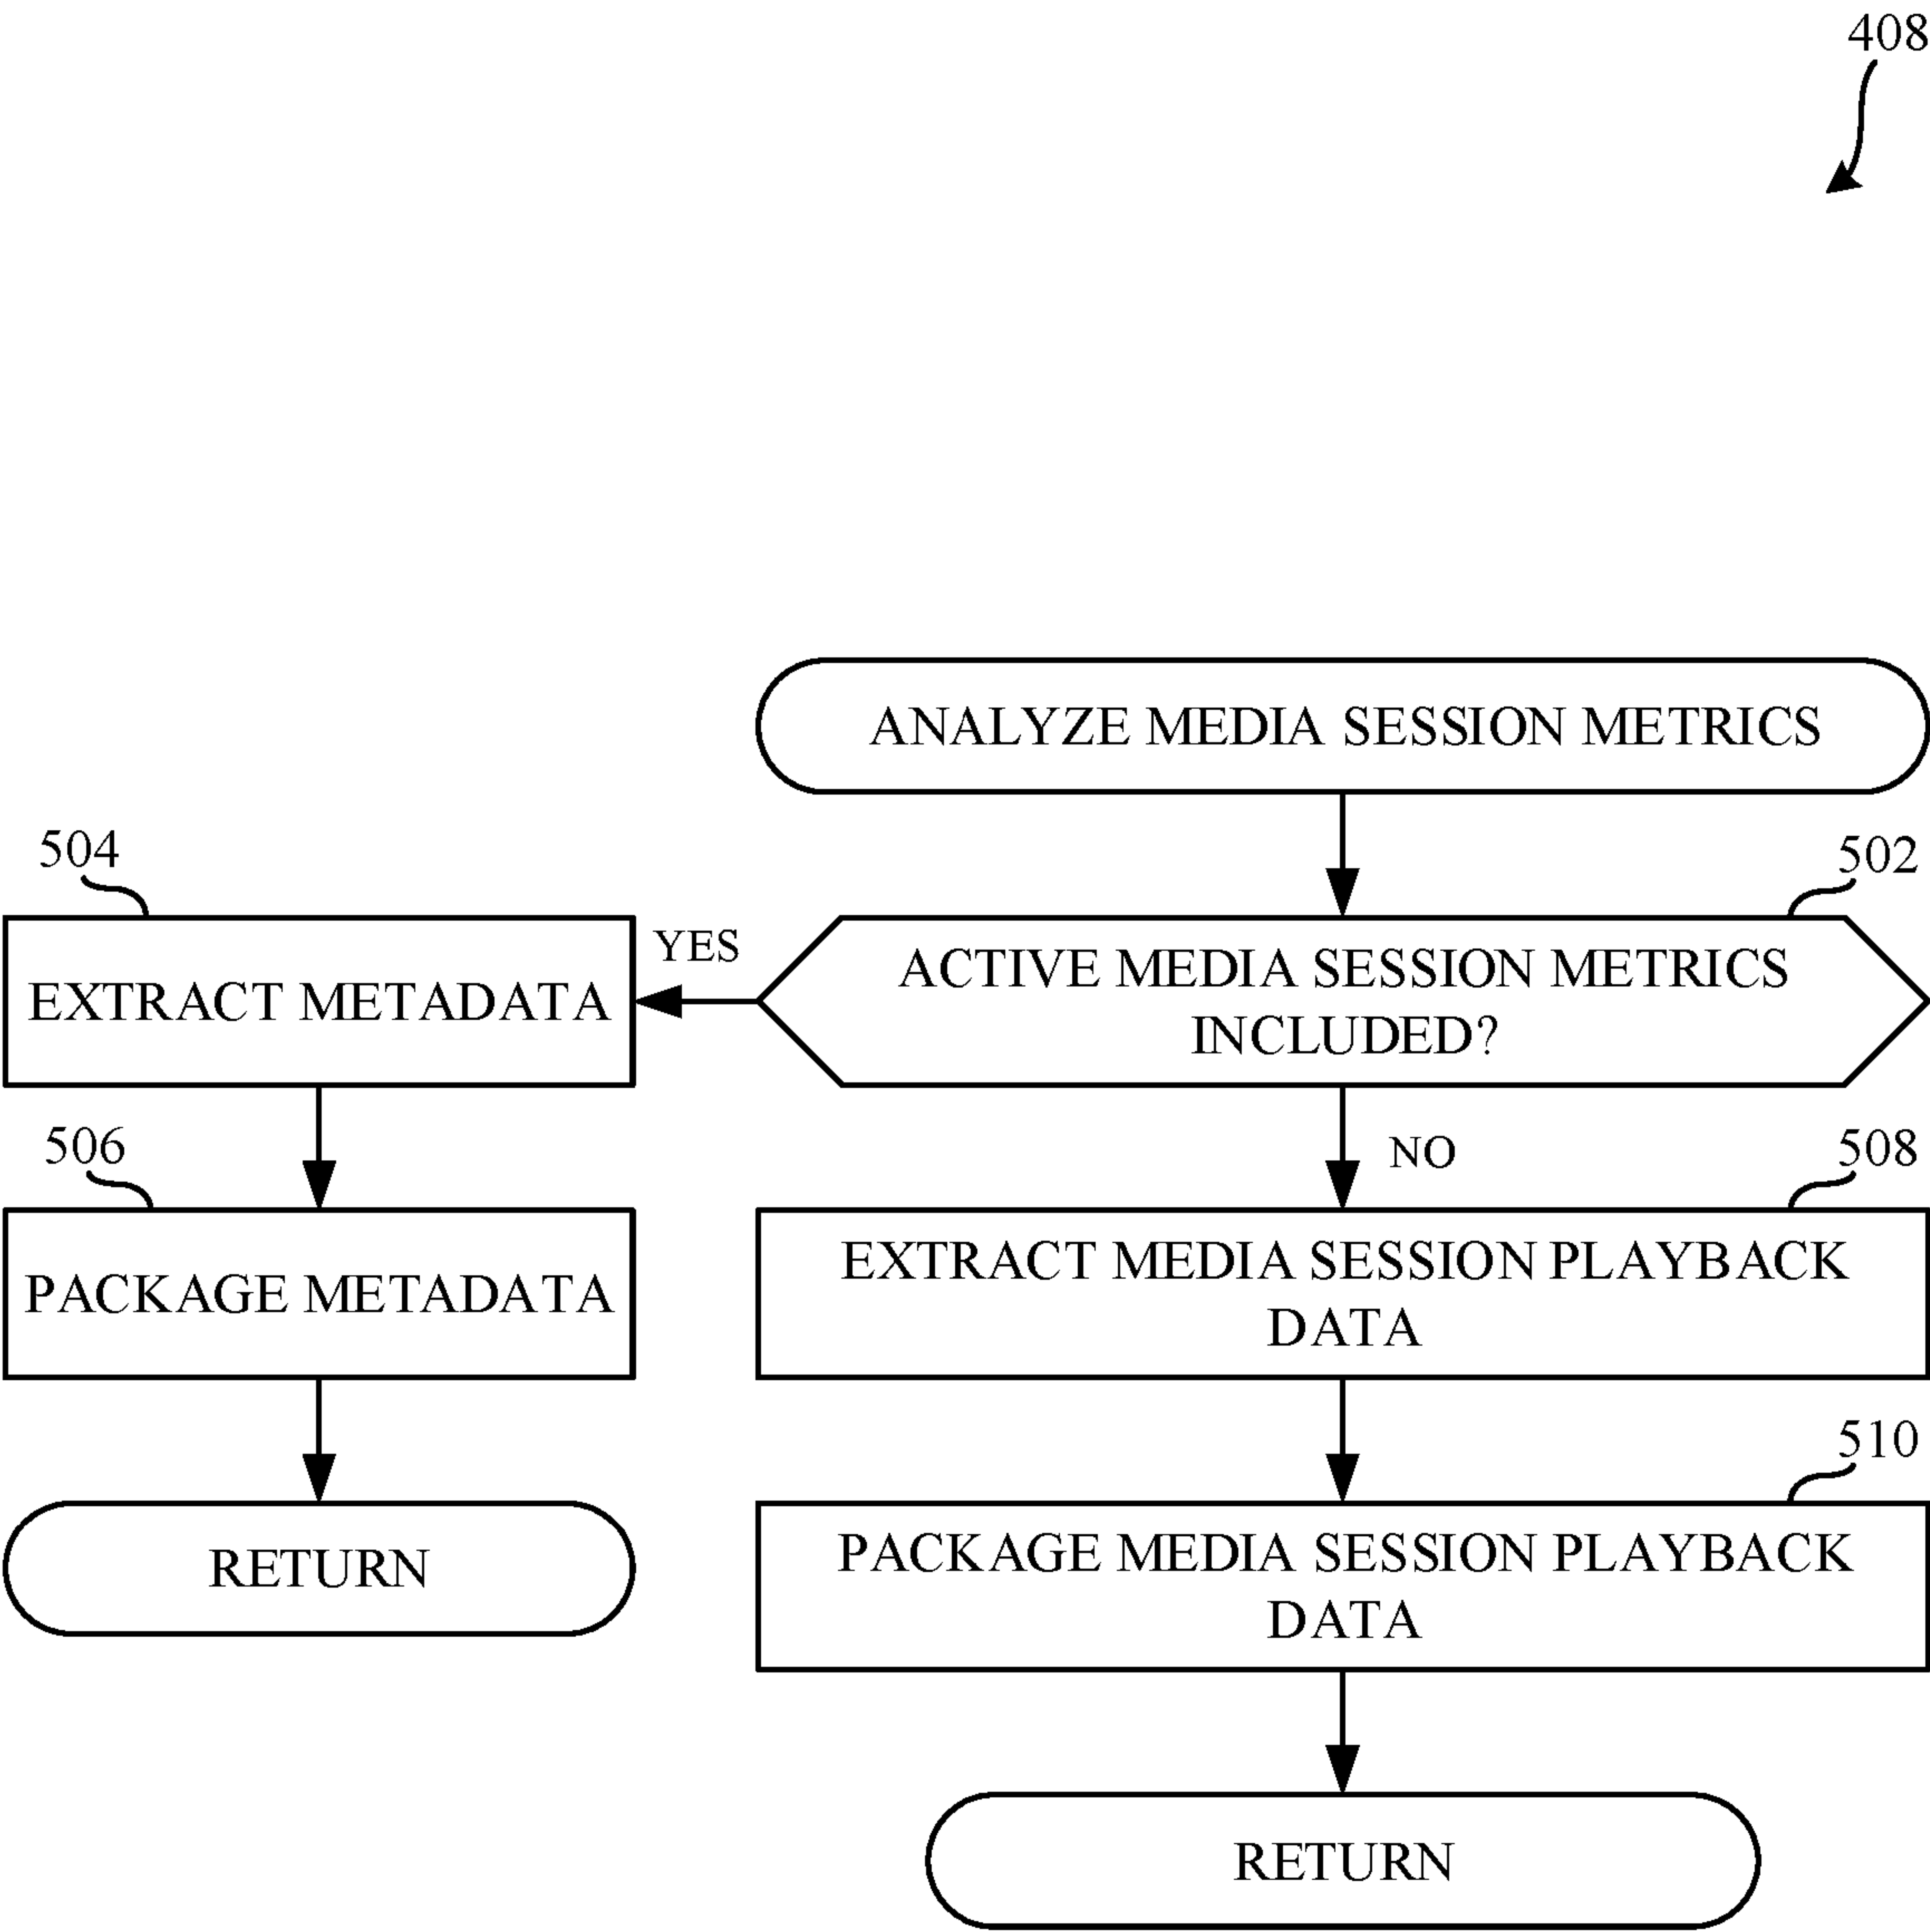 408
ANALYZE MEDIA SESSION METRICS
504
502
YES
ACTIVE MEDIA SESSION METRICS
INCLUDED?
EXTRACT METADATA
506
NO
508
PACKAGE METADATA
EXTRACT MEDIA SESSION PLAYBACK
DATA
510
RETURN
PACKAGE MEDIA SESSION PLAYBACK
DATA
RETURN